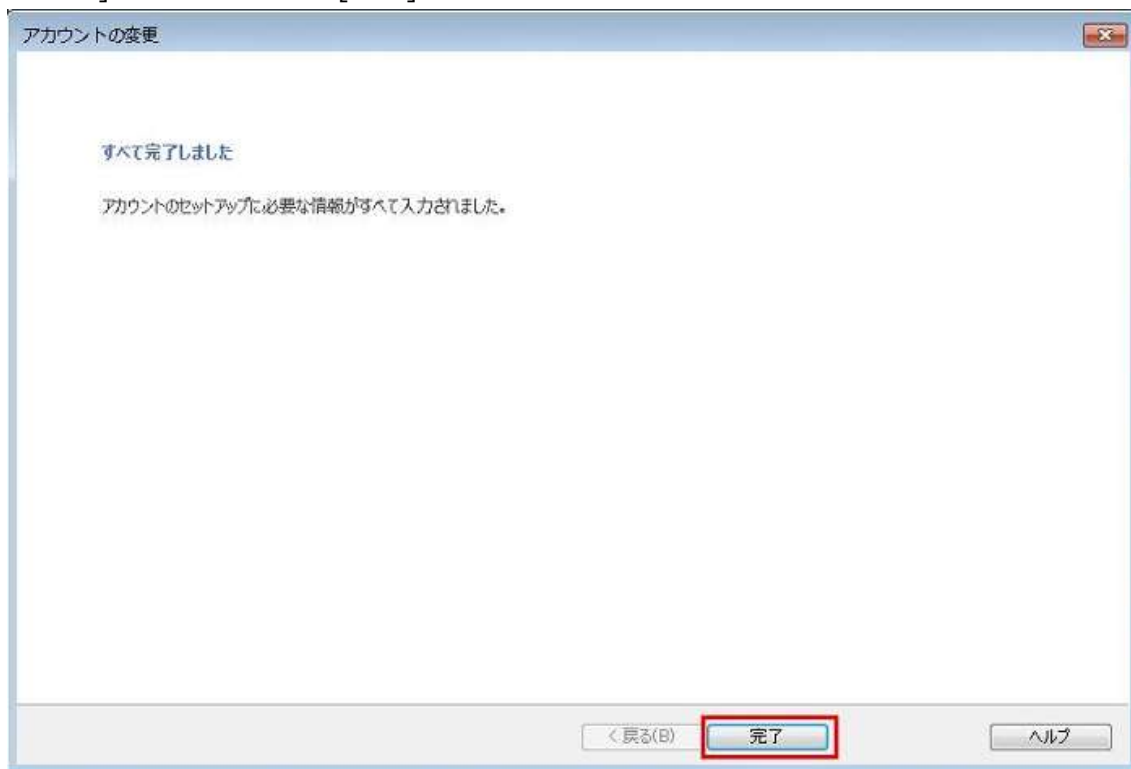 アカウントの変更
すべて完了しました
アカウントのセットアップに必要な情報がすべて入力されました。
< 戻る(B)
完了
ヘルプ